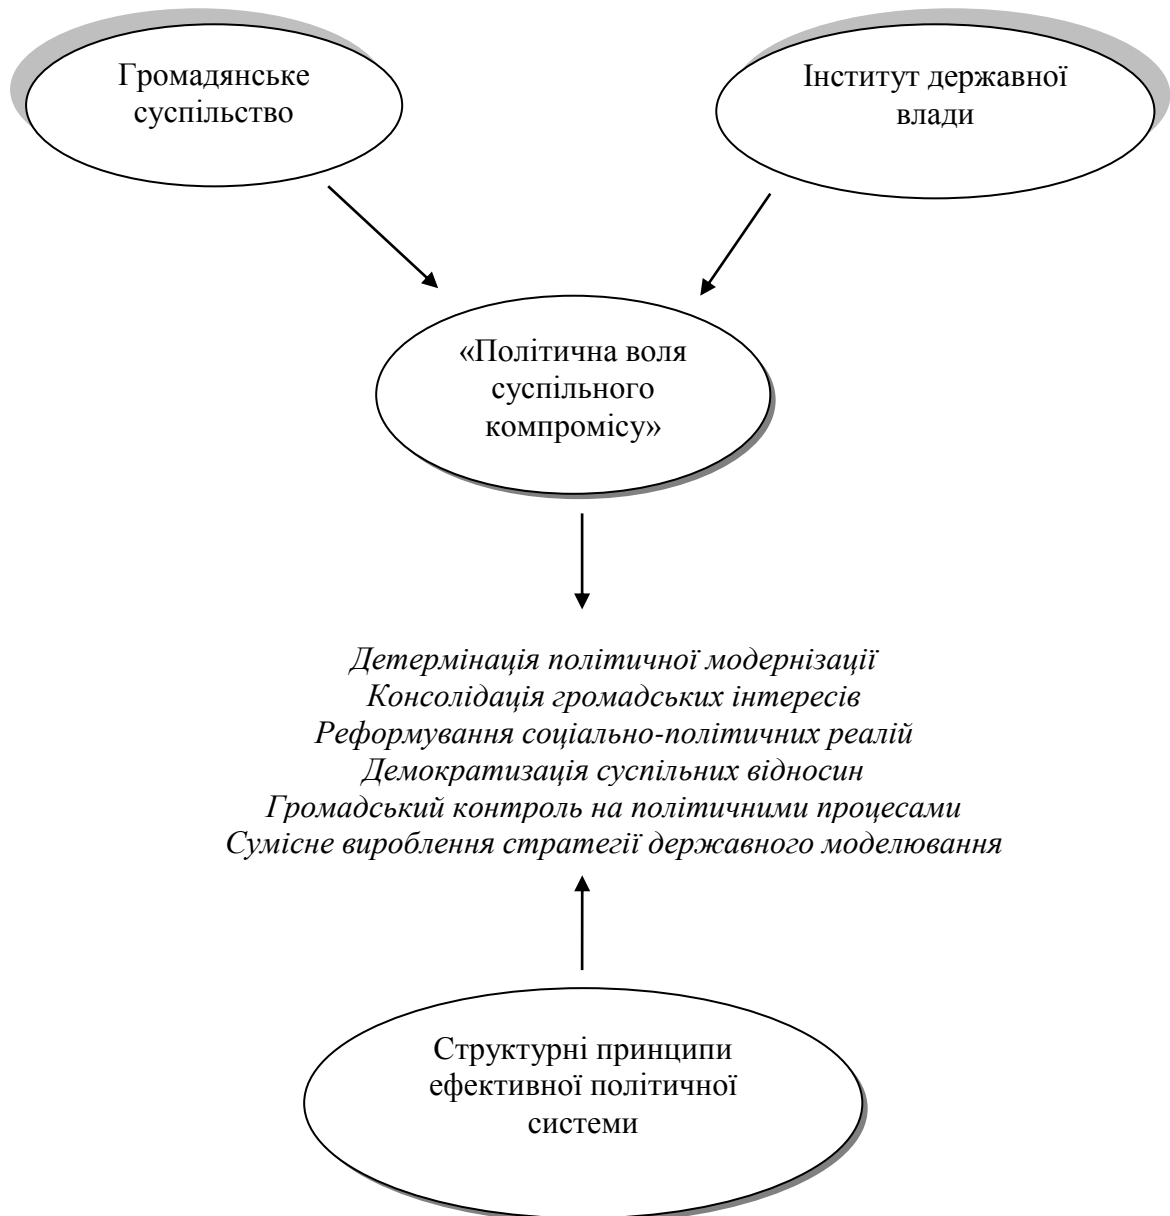 Громадянське
суспільство
Інститут державної
влади
«Політична воля
суспільного
компромісу»
Детермінація політичної модернізації
Консолідація громадських інтересів
Реформування соціально-політичних реалій
Демократизація суспільних відносин
Громадський контроль на політичними процесами
Сумісне вироблення стратегії державного моделювання
Структурні принципи
ефективної політичної
системи